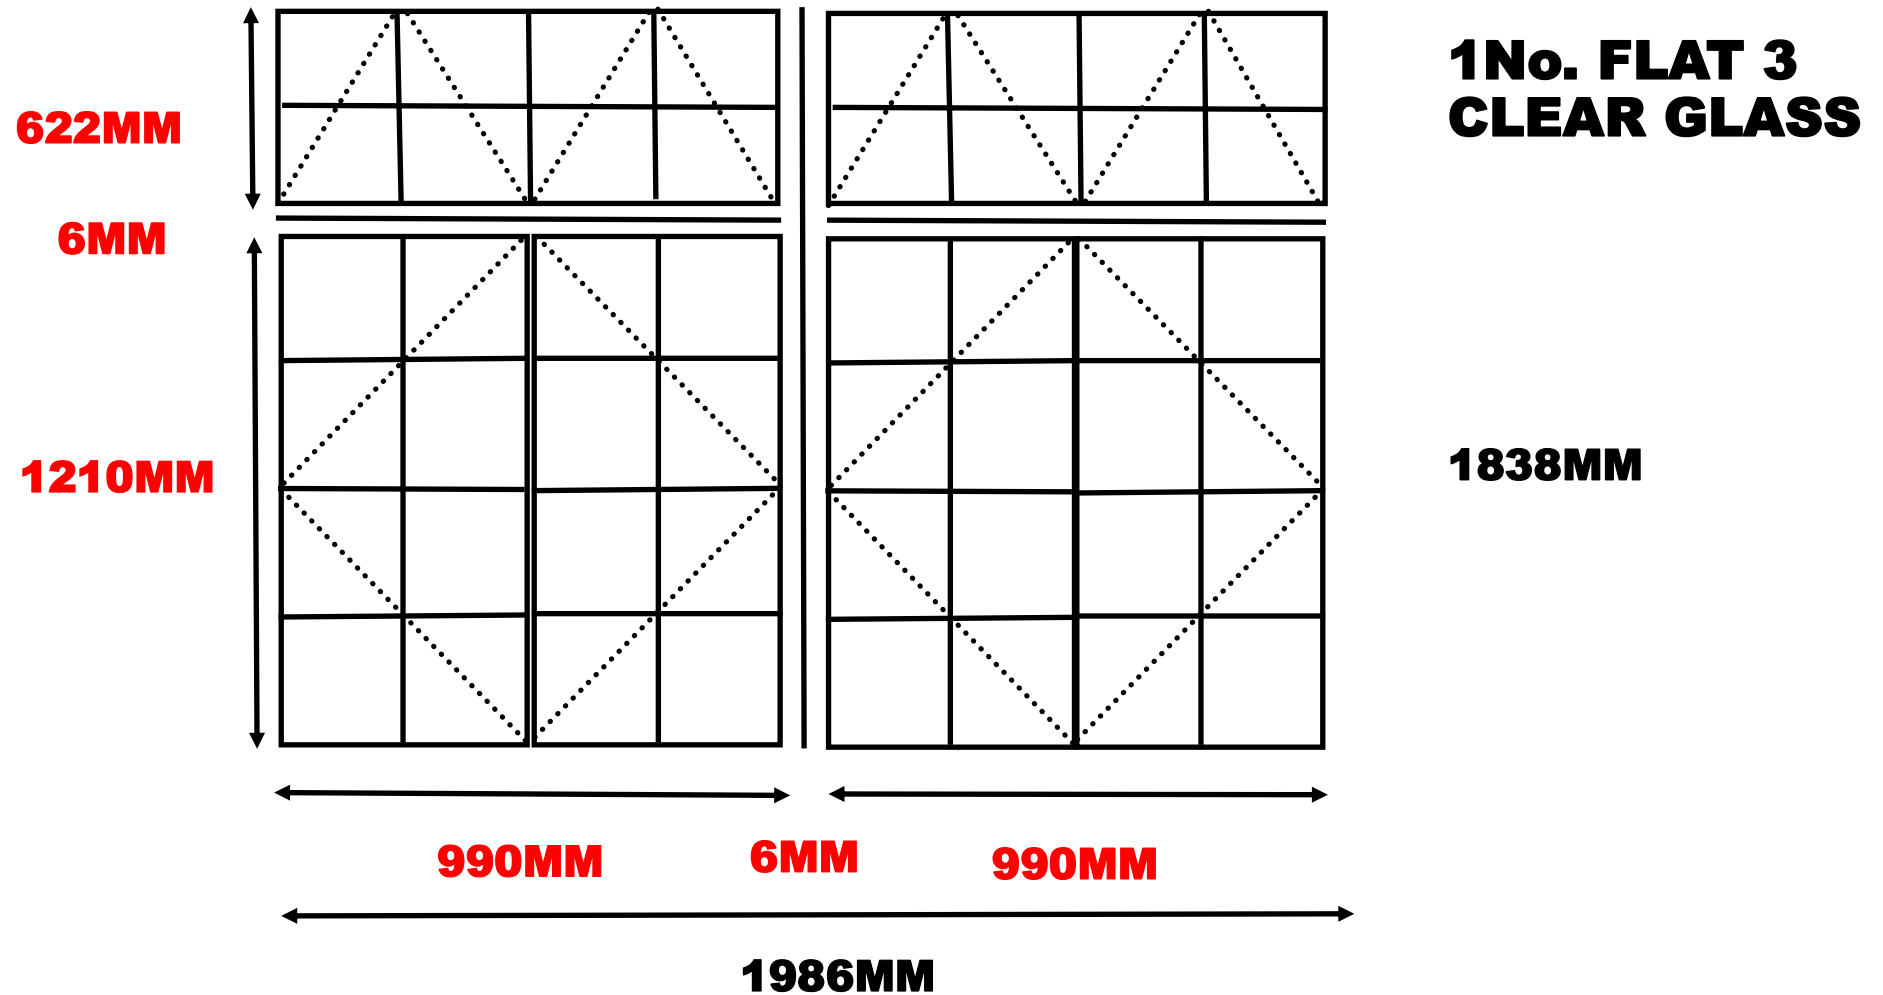 1No. FLAT 3
CLEAR GLASS
622MM
6MM
1210MM
1838MM
990MM
6MM
990MM
1986MM